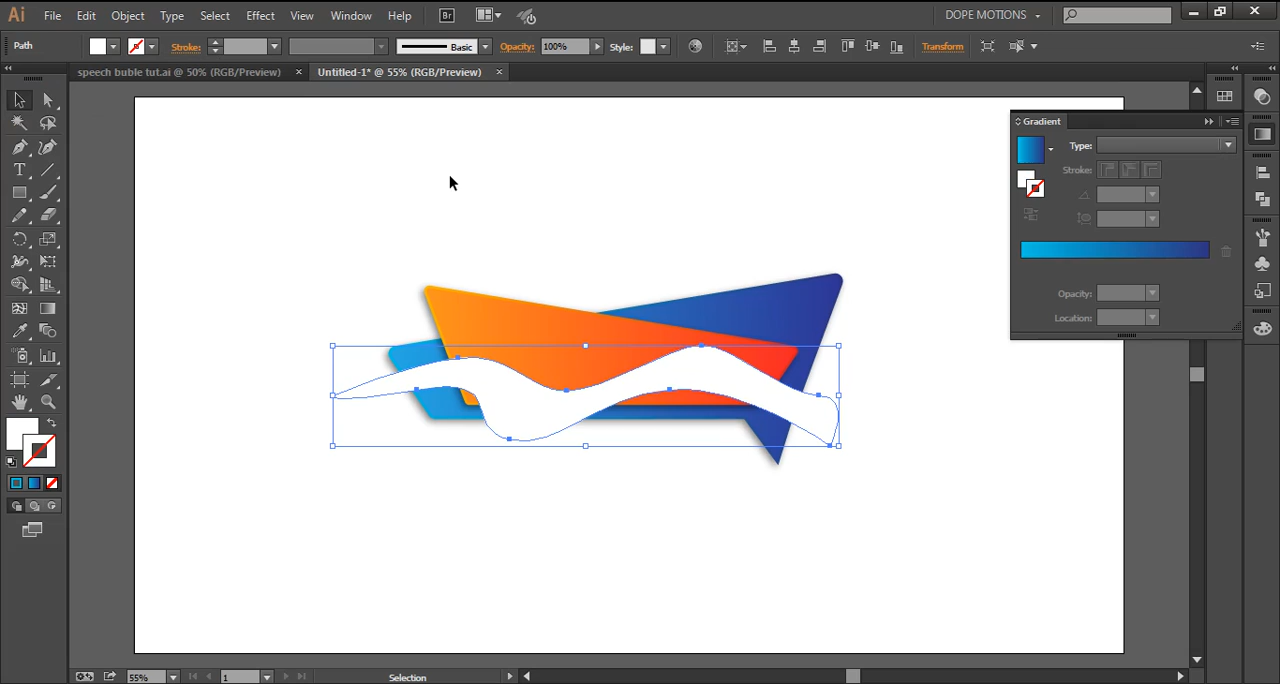 Ai File Edit Object Type Select Effect View Window Help Br DOPE MOTIONS
Path Stroke: Basic Opacity: 100% Style: Transform
speech buble tut.ai @ 50% (RGB/Preview) × Untitled-1* @ 55% (RGB/Preview) ×
Gradient
Type:
Stroke:
Opacity:
Location:
55% 1 Selection